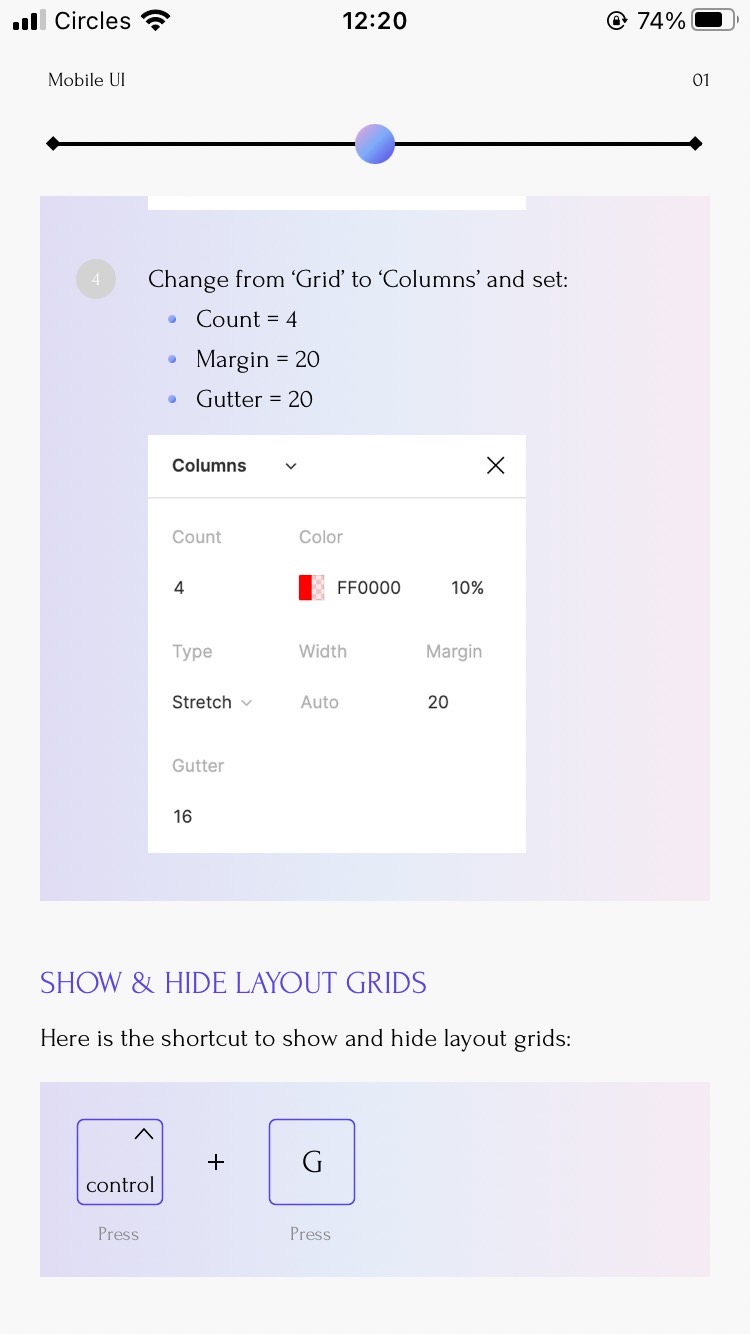 Circles 12:20 74%
Mobile UI 01
4 Change from ‘Grid’ to ‘Columns’ and set:
Count = 4
Margin = 20
Gutter = 20
Columns
Count Color
4 FF0000 10%
Type Width Margin
Stretch Auto 20
Gutter
16
SHOW & HIDE LAYOUT GRIDS
Here is the shortcut to show and hide layout grids:
control + G
Press Press